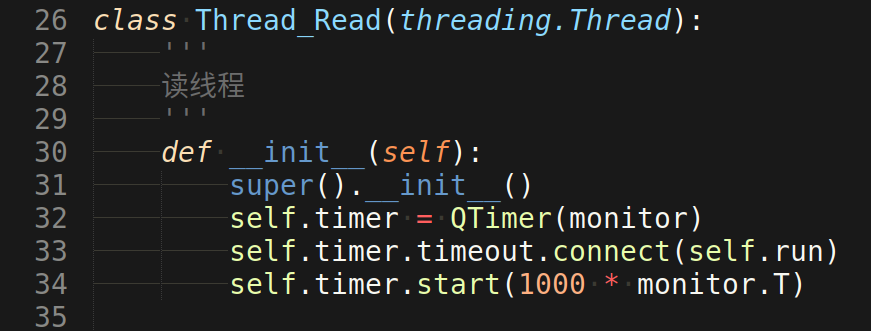 26 class Thread_Read(threading.Thread):
27     '''
28     读线程
29     '''
30     def __init__(self):
31         super().__init__()
32         self.timer = QTimer(monitor)
33         self.timer.timeout.connect(self.run)
34         self.timer.start(1000 * monitor.T)
35